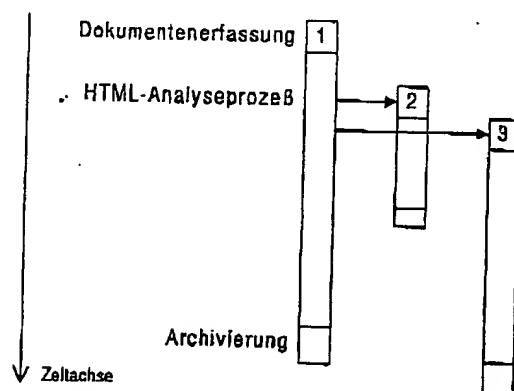 Dokumentenerfassung 1
HTML-Analyseprozeß 2
3
Archivierung
Zeitachse